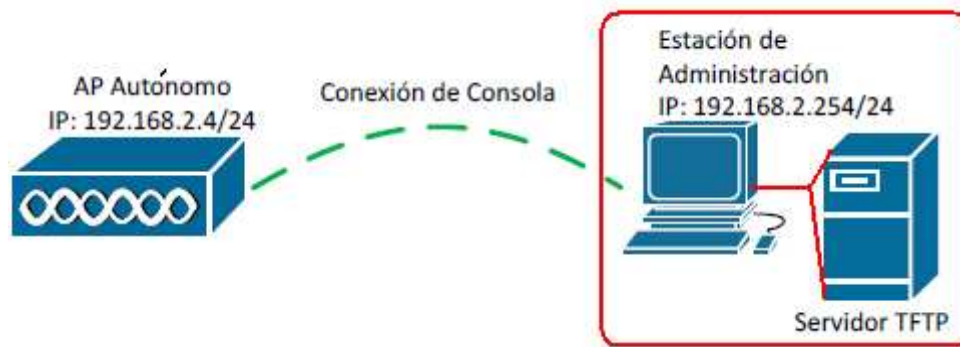 AP Autónomo
IP: 192.168.2.4/24
Conexión de Consola
Estación de
Administración
IP: 192.168.2.254/24
Servidor TFTP